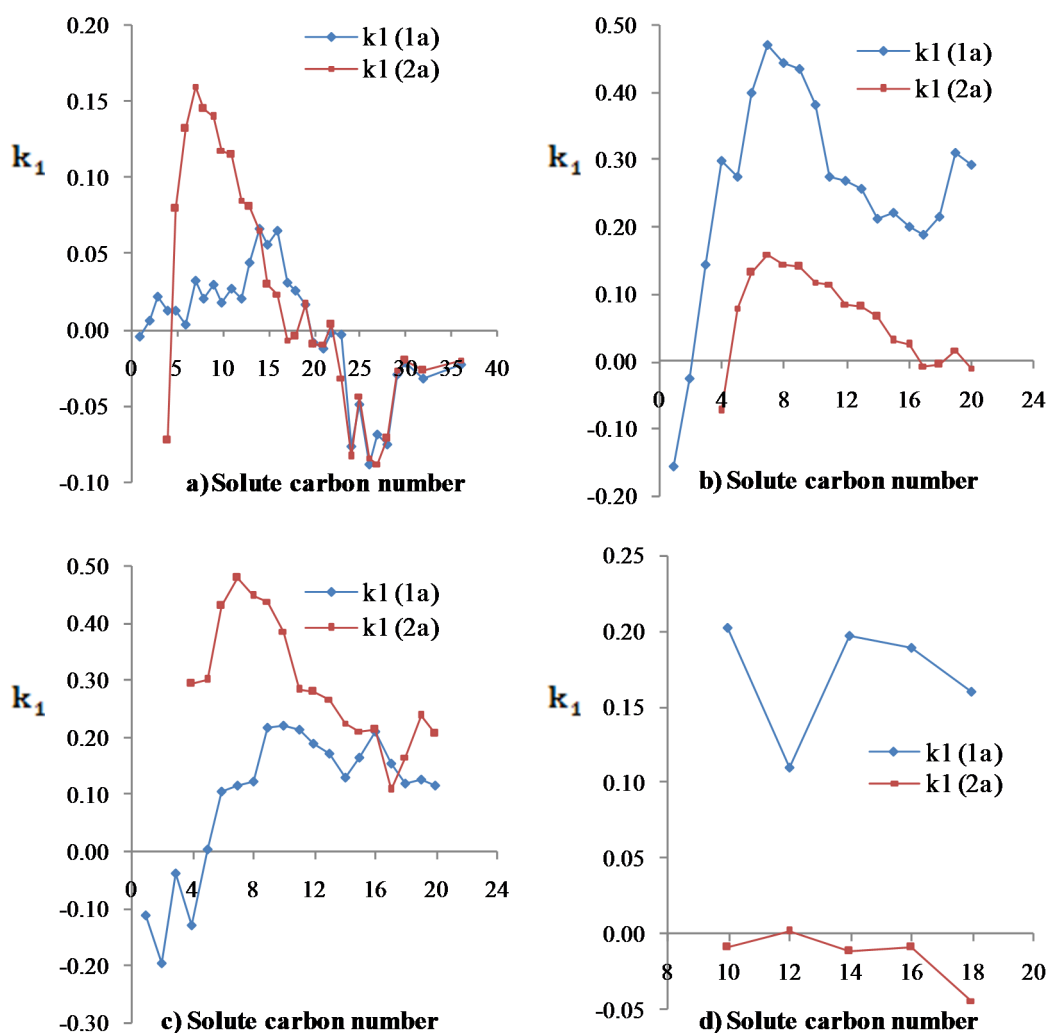 0.20
0.15
0.10
0.05
0.00
-0.05
-0.10
k1
k1 (1a)
k1 (2a)
0 5 10 15 20 25 30 35 40
a) Solute carbon number
0.50
0.40
0.30
0.20
0.10
0.00
-0.10
-0.20
k1
k1 (1a)
k1 (2a)
0 4 8 12 16 20 24
b) Solute carbon number
0.50
0.40
0.30
0.20
0.10
0.00
-0.10
-0.20
-0.30
k1
k1 (1a)
k1 (2a)
0 4 8 12 16 20 24
c) Solute carbon number
0.25
0.20
0.15
0.10
0.05
0.00
-0.05
k1
k1 (1a)
k1 (2a)
8 10 12 14 16 18 20
d) Solute carbon number